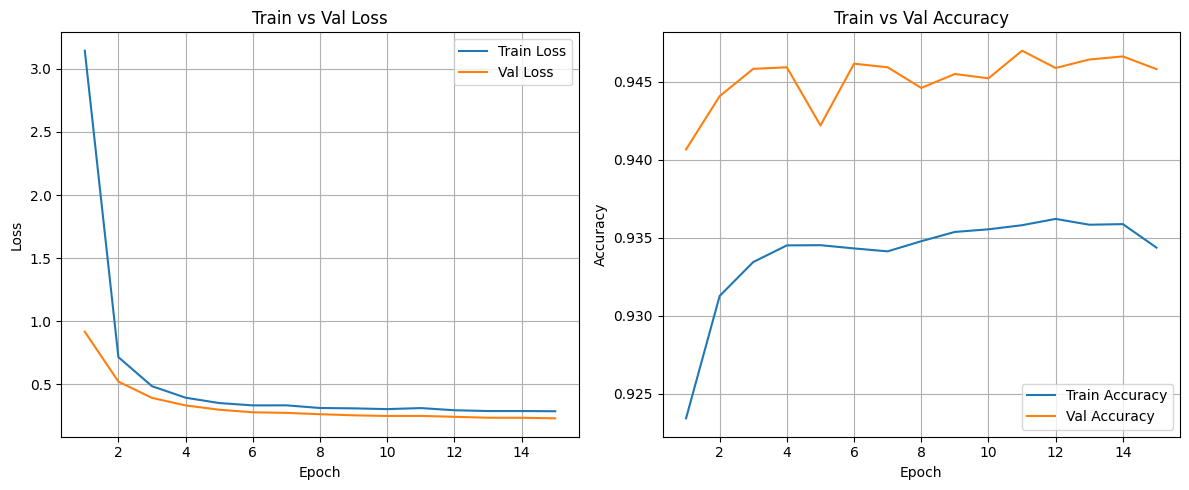 Train vs Val Loss
Train Loss
Val Loss
3.0
2.5
2.0
1.5
1.0
0.5
Loss
2 4 6 8 10 12 14
Epoch
Train vs Val Accuracy
0.945
0.940
0.935
0.930
0.925
Accuracy
Train Accuracy
Val Accuracy
2 4 6 8 10 12 14
Epoch